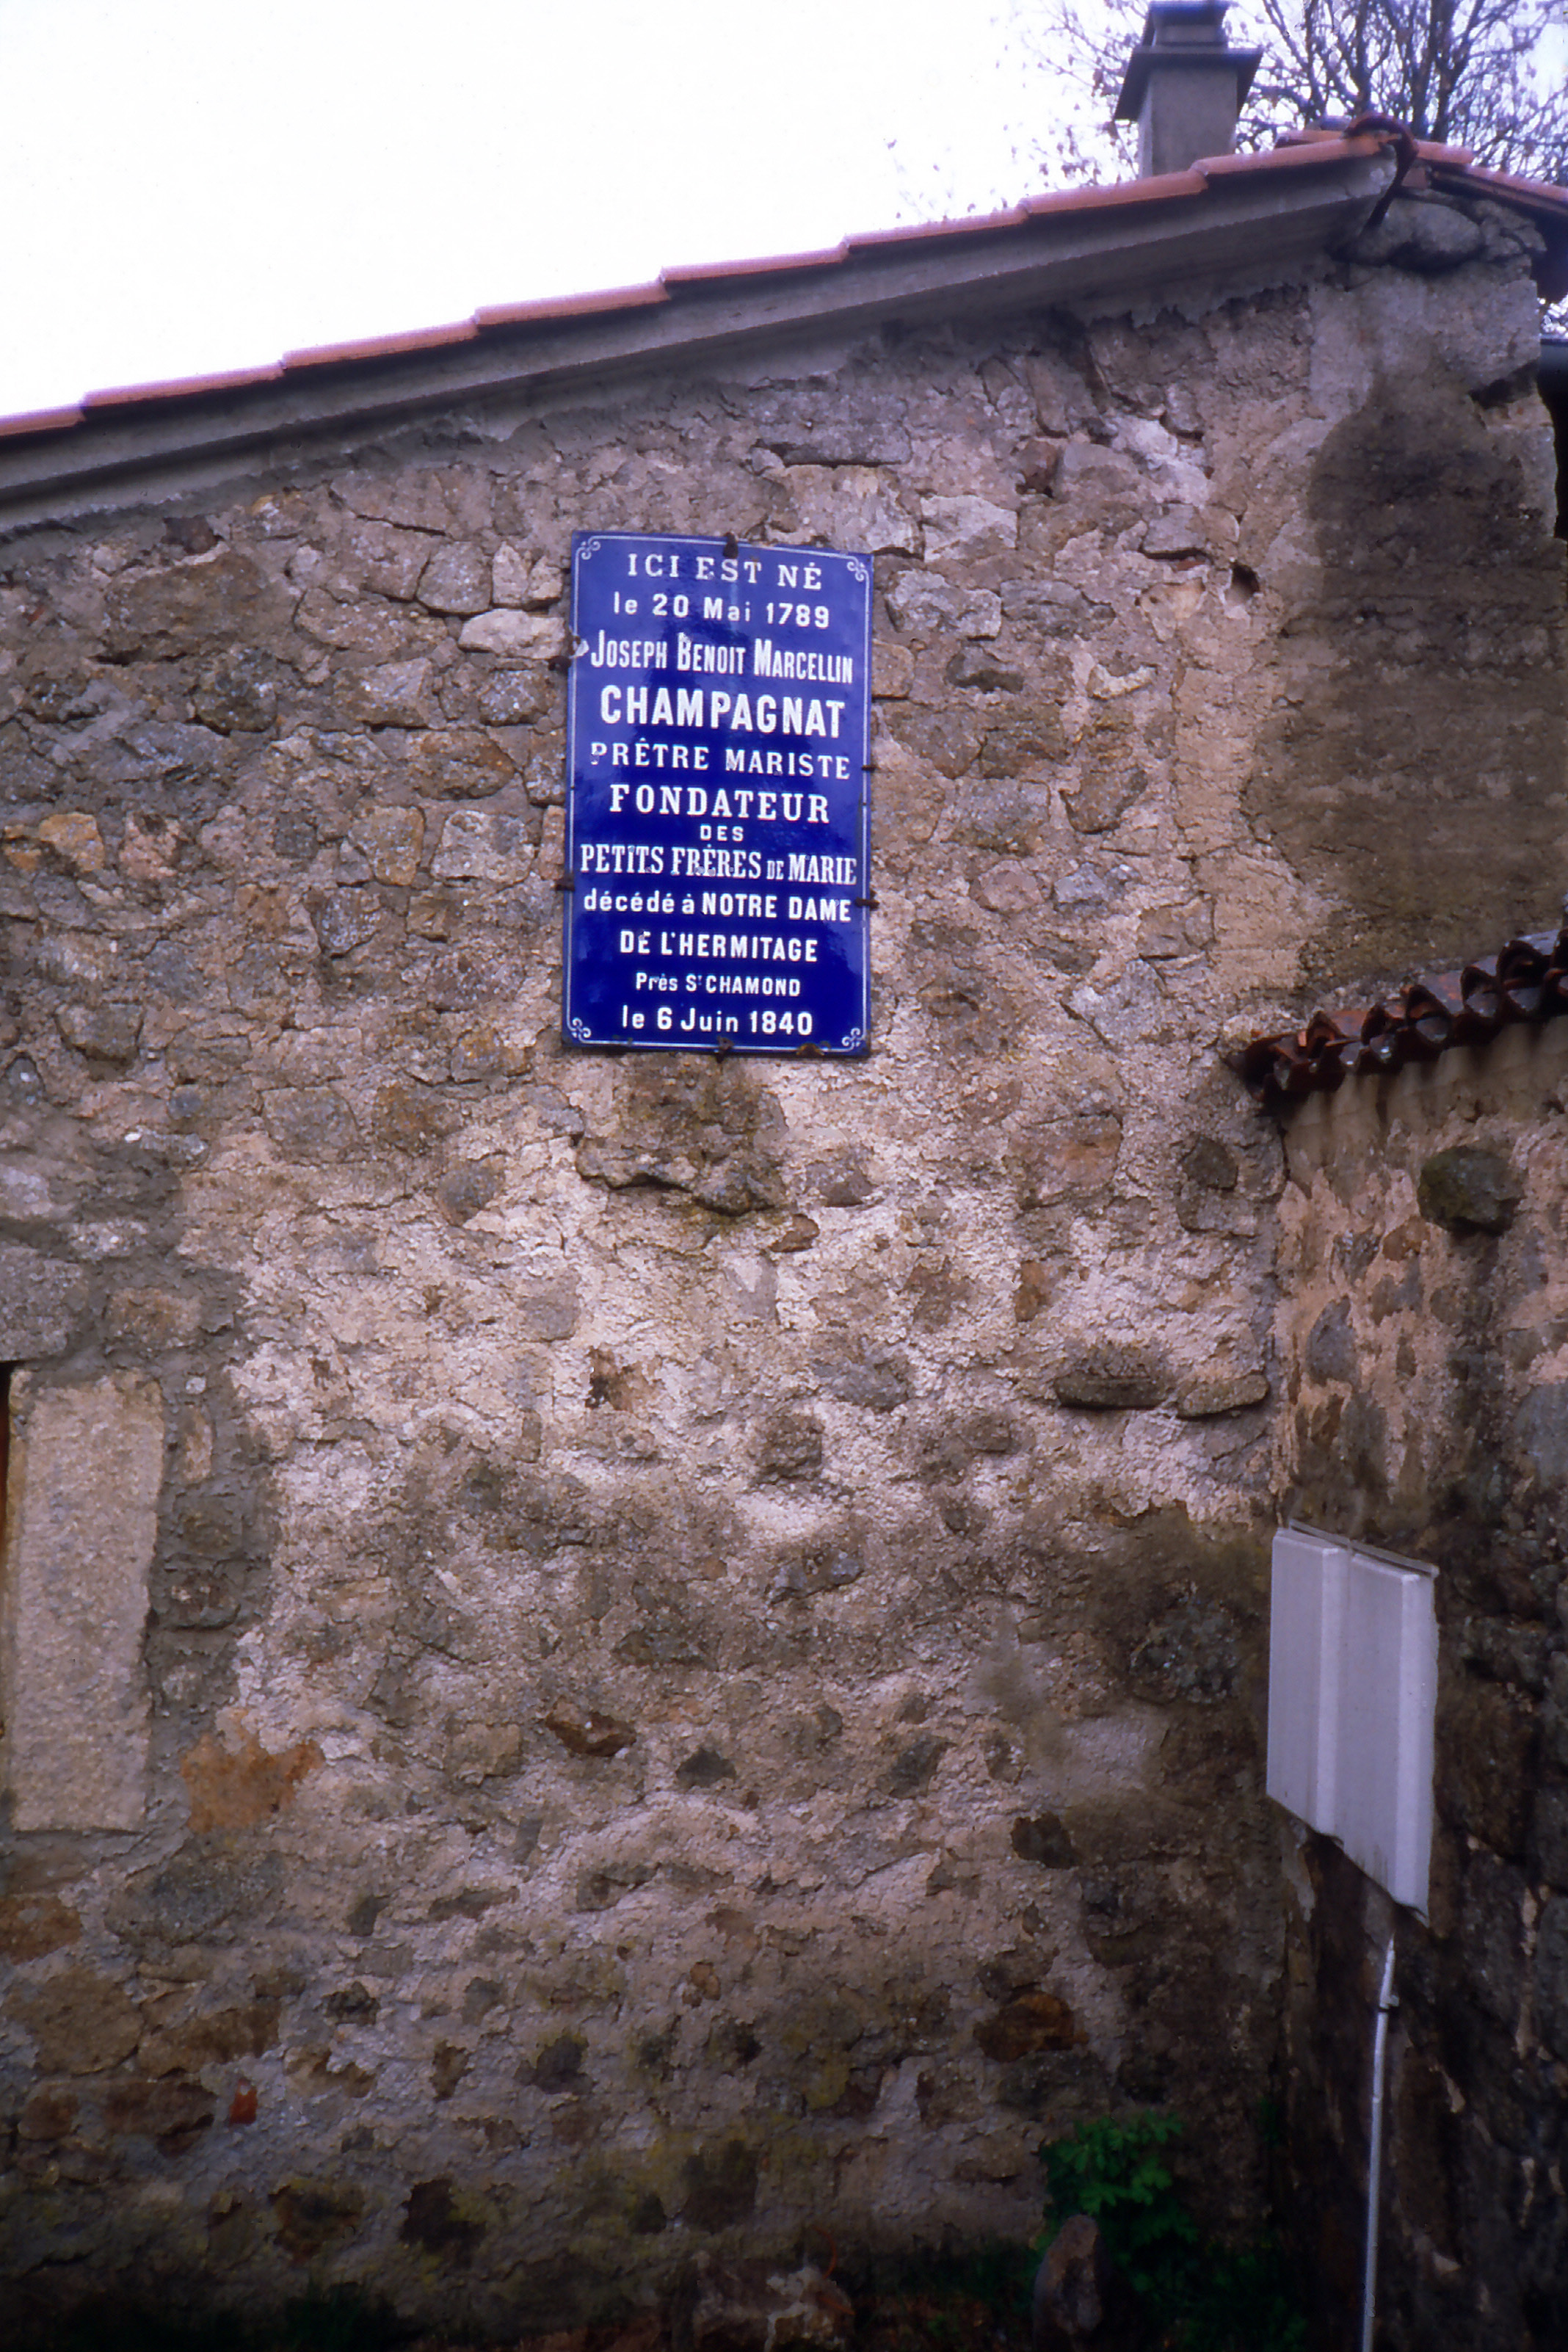 ICI EST NÉ
le 20 Mai 1789
JOSEPH BENOIT MARCELLIN
CHAMPAGNAT
PRÊTRE MARISTE
FONDATEUR
DES
PETITS FRÈRES DE MARIE
décédé à NOTRE DAME
DE L'HERMITAGE
Près ST CHAMOND
le 6 Juin 1840